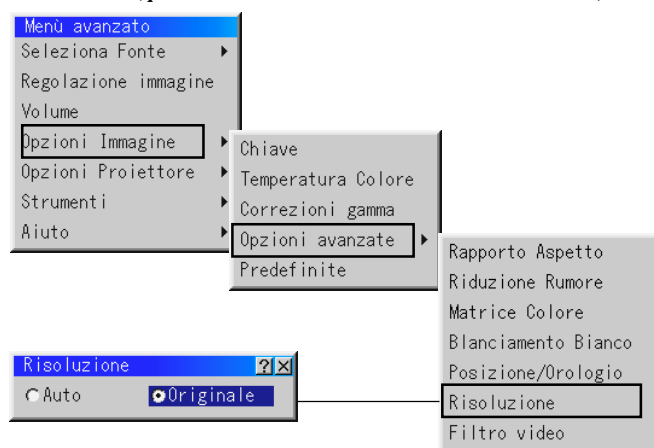 Menù avanzato
Seleziona Fonte
Regolazione immagine
Volume
Opzioni Immagine
Opzioni Proiettore
Strumenti
Aiuto
Chiave
Temperatura Colore
Correzioni gamma
Opzioni avanzate
Predefinite
Rapporto Aspetto
Riduzione Rumore
Matrice Colore
Blanciamento Bianco
Posizione/Orologio
Risoluzione
Filtro video
Risoluzione
Auto
Originale